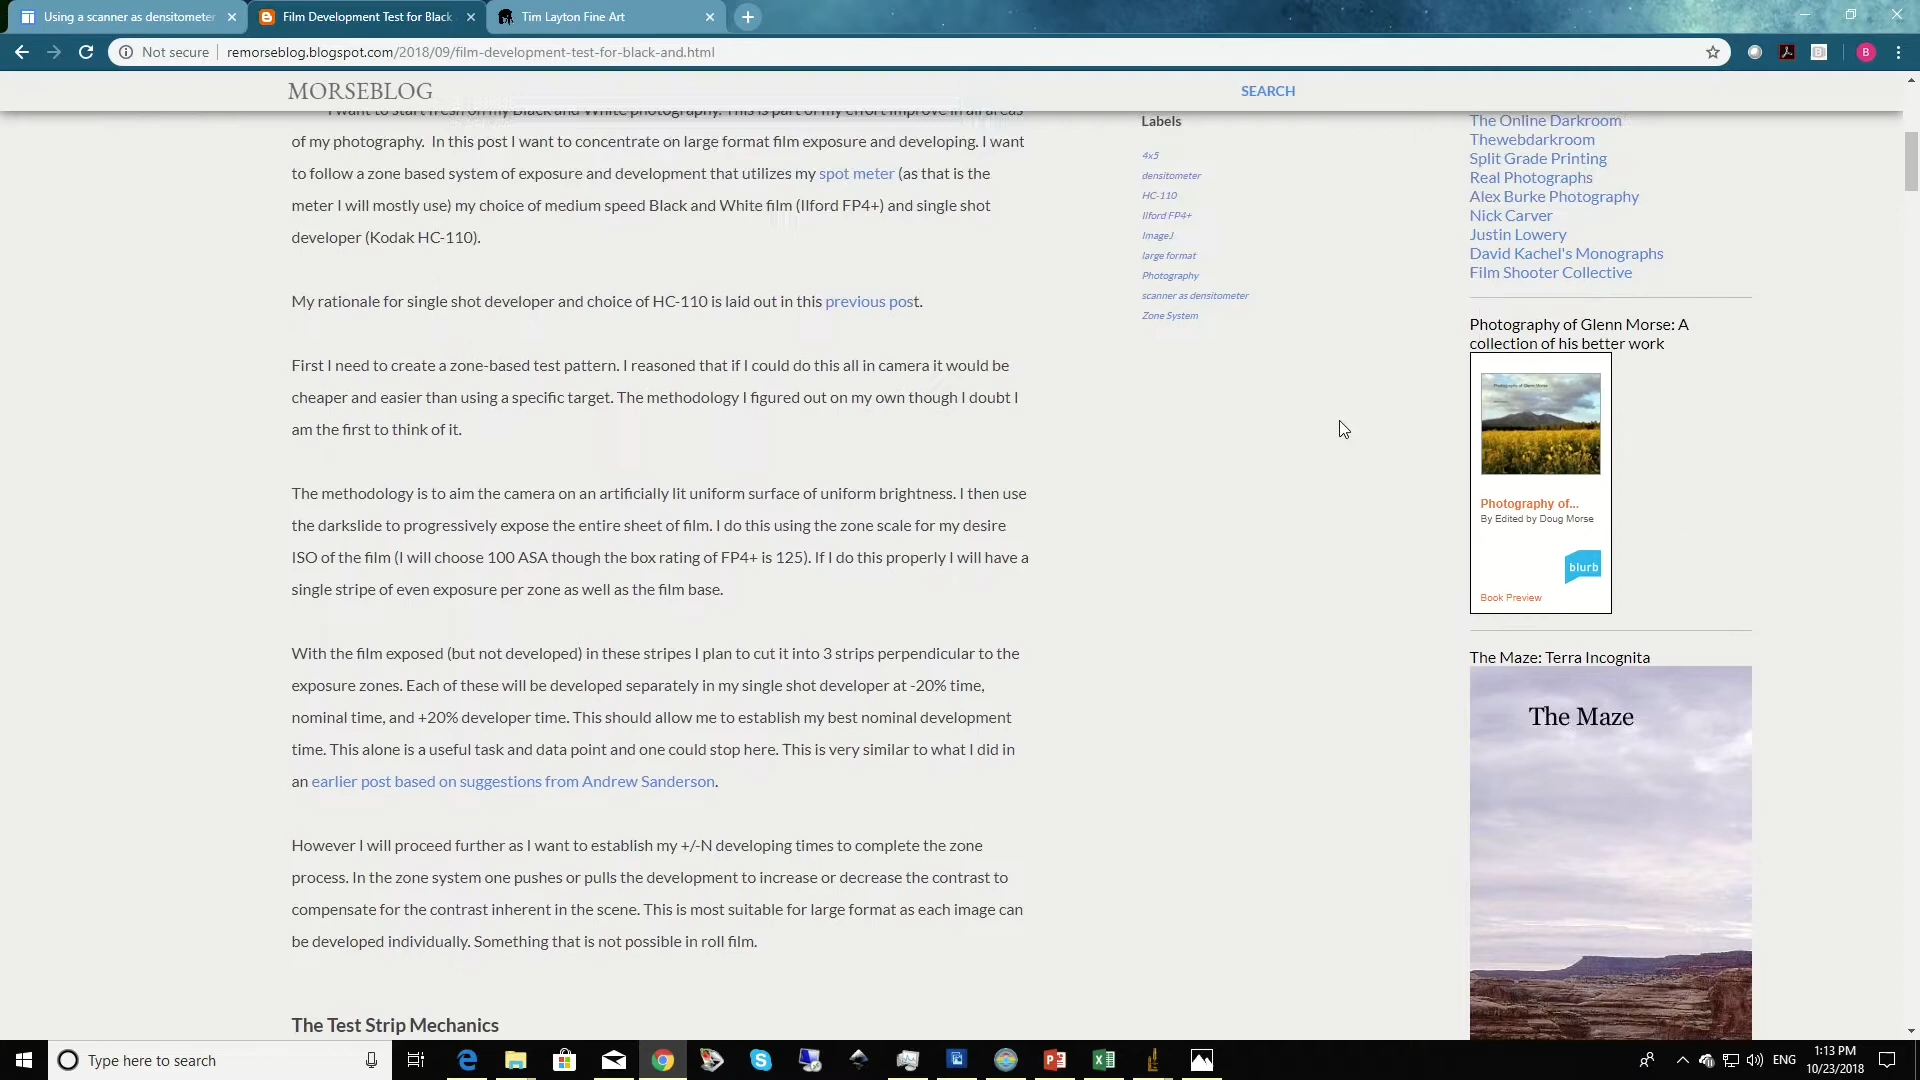 Using a scanner as densitometer
Film Development Test for Black
Tim Layton Fine Art
Not secure
remorseblog.blogspot.com/2018/09/film-development-test-for-black-and.html
B
MORSEBLOG
SEARCH
I want to start fresh on my Black and White photography. This is part of my effort improve in all areas
of my photography. In this post I want to concentrate on large format film exposure and developing. I want
to follow a zone based system of exposure and development that utilizes my spot meter (as that is the
meter I will mostly use) my choice of medium speed Black and White film (Ilford FP4+) and single shot
developer (Kodak HC-110).
My rationale for single shot developer and choice of HC-110 is laid out in this previous post.
First I need to create a zone-based test pattern. I reasoned that if I could do this all in camera it would be
cheaper and easier than using a specific target. The methodology I figured out on my own though I doubt I
am the first to think of it.
The methodology is to aim the camera on an artificially lit uniform surface of uniform brightness. I then use
the darkslide to progressively expose the entire sheet of film. I do this using the zone scale for my desire
ISO of the film (I will choose 100 ASA though the box rating of FP4+ is 125). If I do this properly I will have a
single stripe of even exposure per zone as well as the film base.
With the film exposed (but not developed) in these stripes I plan to cut it into 3 strips perpendicular to the
exposure zones. Each of these will be developed separately in my single shot developer at -20% time,
nominal time, and +20% developer time. This should allow me to establish my best nominal development
time. This alone is a useful task and data point and one could stop here. This is very similar to what I did in
an earlier post based on suggestions from Andrew Sanderson.
However I will proceed further as I want to establish my +/-N developing times to complete the zone
process. In the zone system one pushes or pulls the development to increase or decrease the contrast to
compensate for the contrast inherent in the scene. This is most suitable for large format as each image can
be developed individually. Something that is not possible in roll film.
The Test Strip Mechanics
Labels
4x5
densitometer
HC-110
Ilford FP4+
ImageJ
large format
Photography
scanner as densitometer
Zone System
The Online Darkroom
Thewebdarkroom
Split Grade Printing
Real Photographs
Alex Burke Photography
Nick Carver
Justin Lowery
David Kachel's Monographs
Film Shooter Collective
Photography of Glenn Morse: A
collection of his better work
Photography of Glenn Morse
Photography of...
By Edited by Doug Morse
blurb
Book Preview
The Maze: Terra Incognita
The Maze
Type here to search
ENG
1:13 PM
10/23/2018